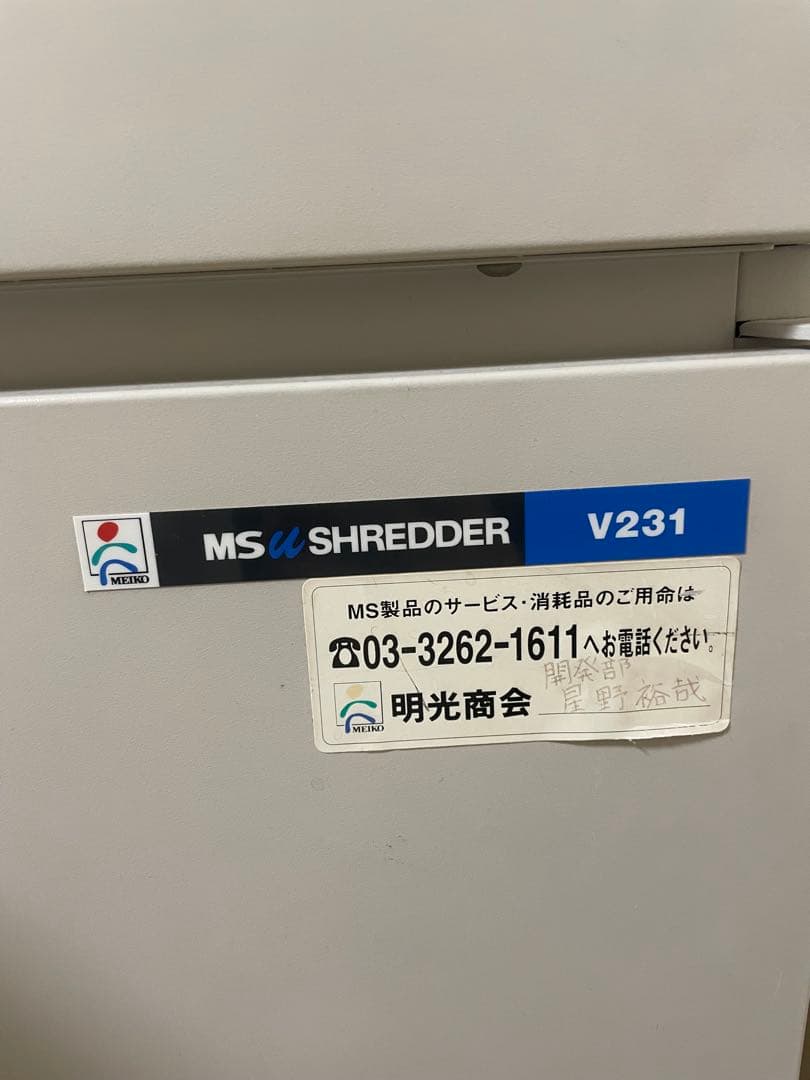 MEIKO MSu SHREDDER V231
MS製品のサービス・消耗品のご用命は
☎03-3262-1611へお電話ください。
開発部
MEIKO 明光商会 星野裕哉